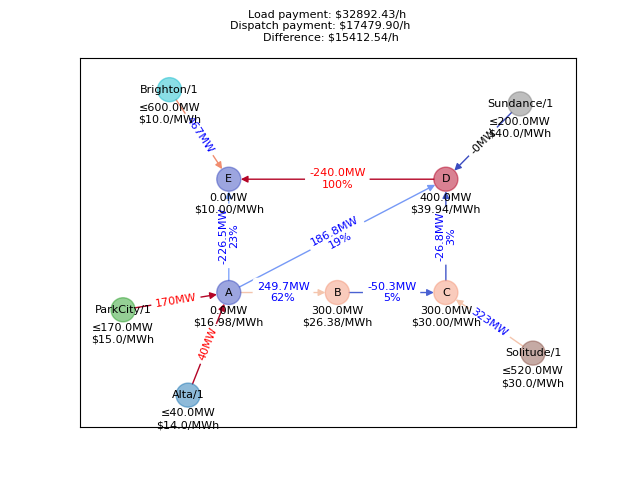 Load payment: $32892.43/h
Dispatch payment: $17479.90/h
Difference: $15412.54/h
Brighton/1
≤600.0MW
$10.0/MWh
467MW
Sundance/1
≤200.0MW
$40.0/MWh
-0MW
E
0.0MW
$10.00/MWh
-240.0MW
100%
D
400.0MW
$39.94/MWh
-226.5MW
23%
186.8MW
19%
-26.8MW
3%
A
0.0MW
$16.98/MWh
249.7MW
62%
B
300.0MW
$26.38/MWh
-50.3MW
5%
C
300.0MW
$30.00/MWh
ParkCity/1
≤170.0MW
$15.0/MWh
170MW
323MW
Solitude/1
≤520.0MW
$30.0/MWh
40MW
Alta/1
≤40.0MW
$14.0/MWh